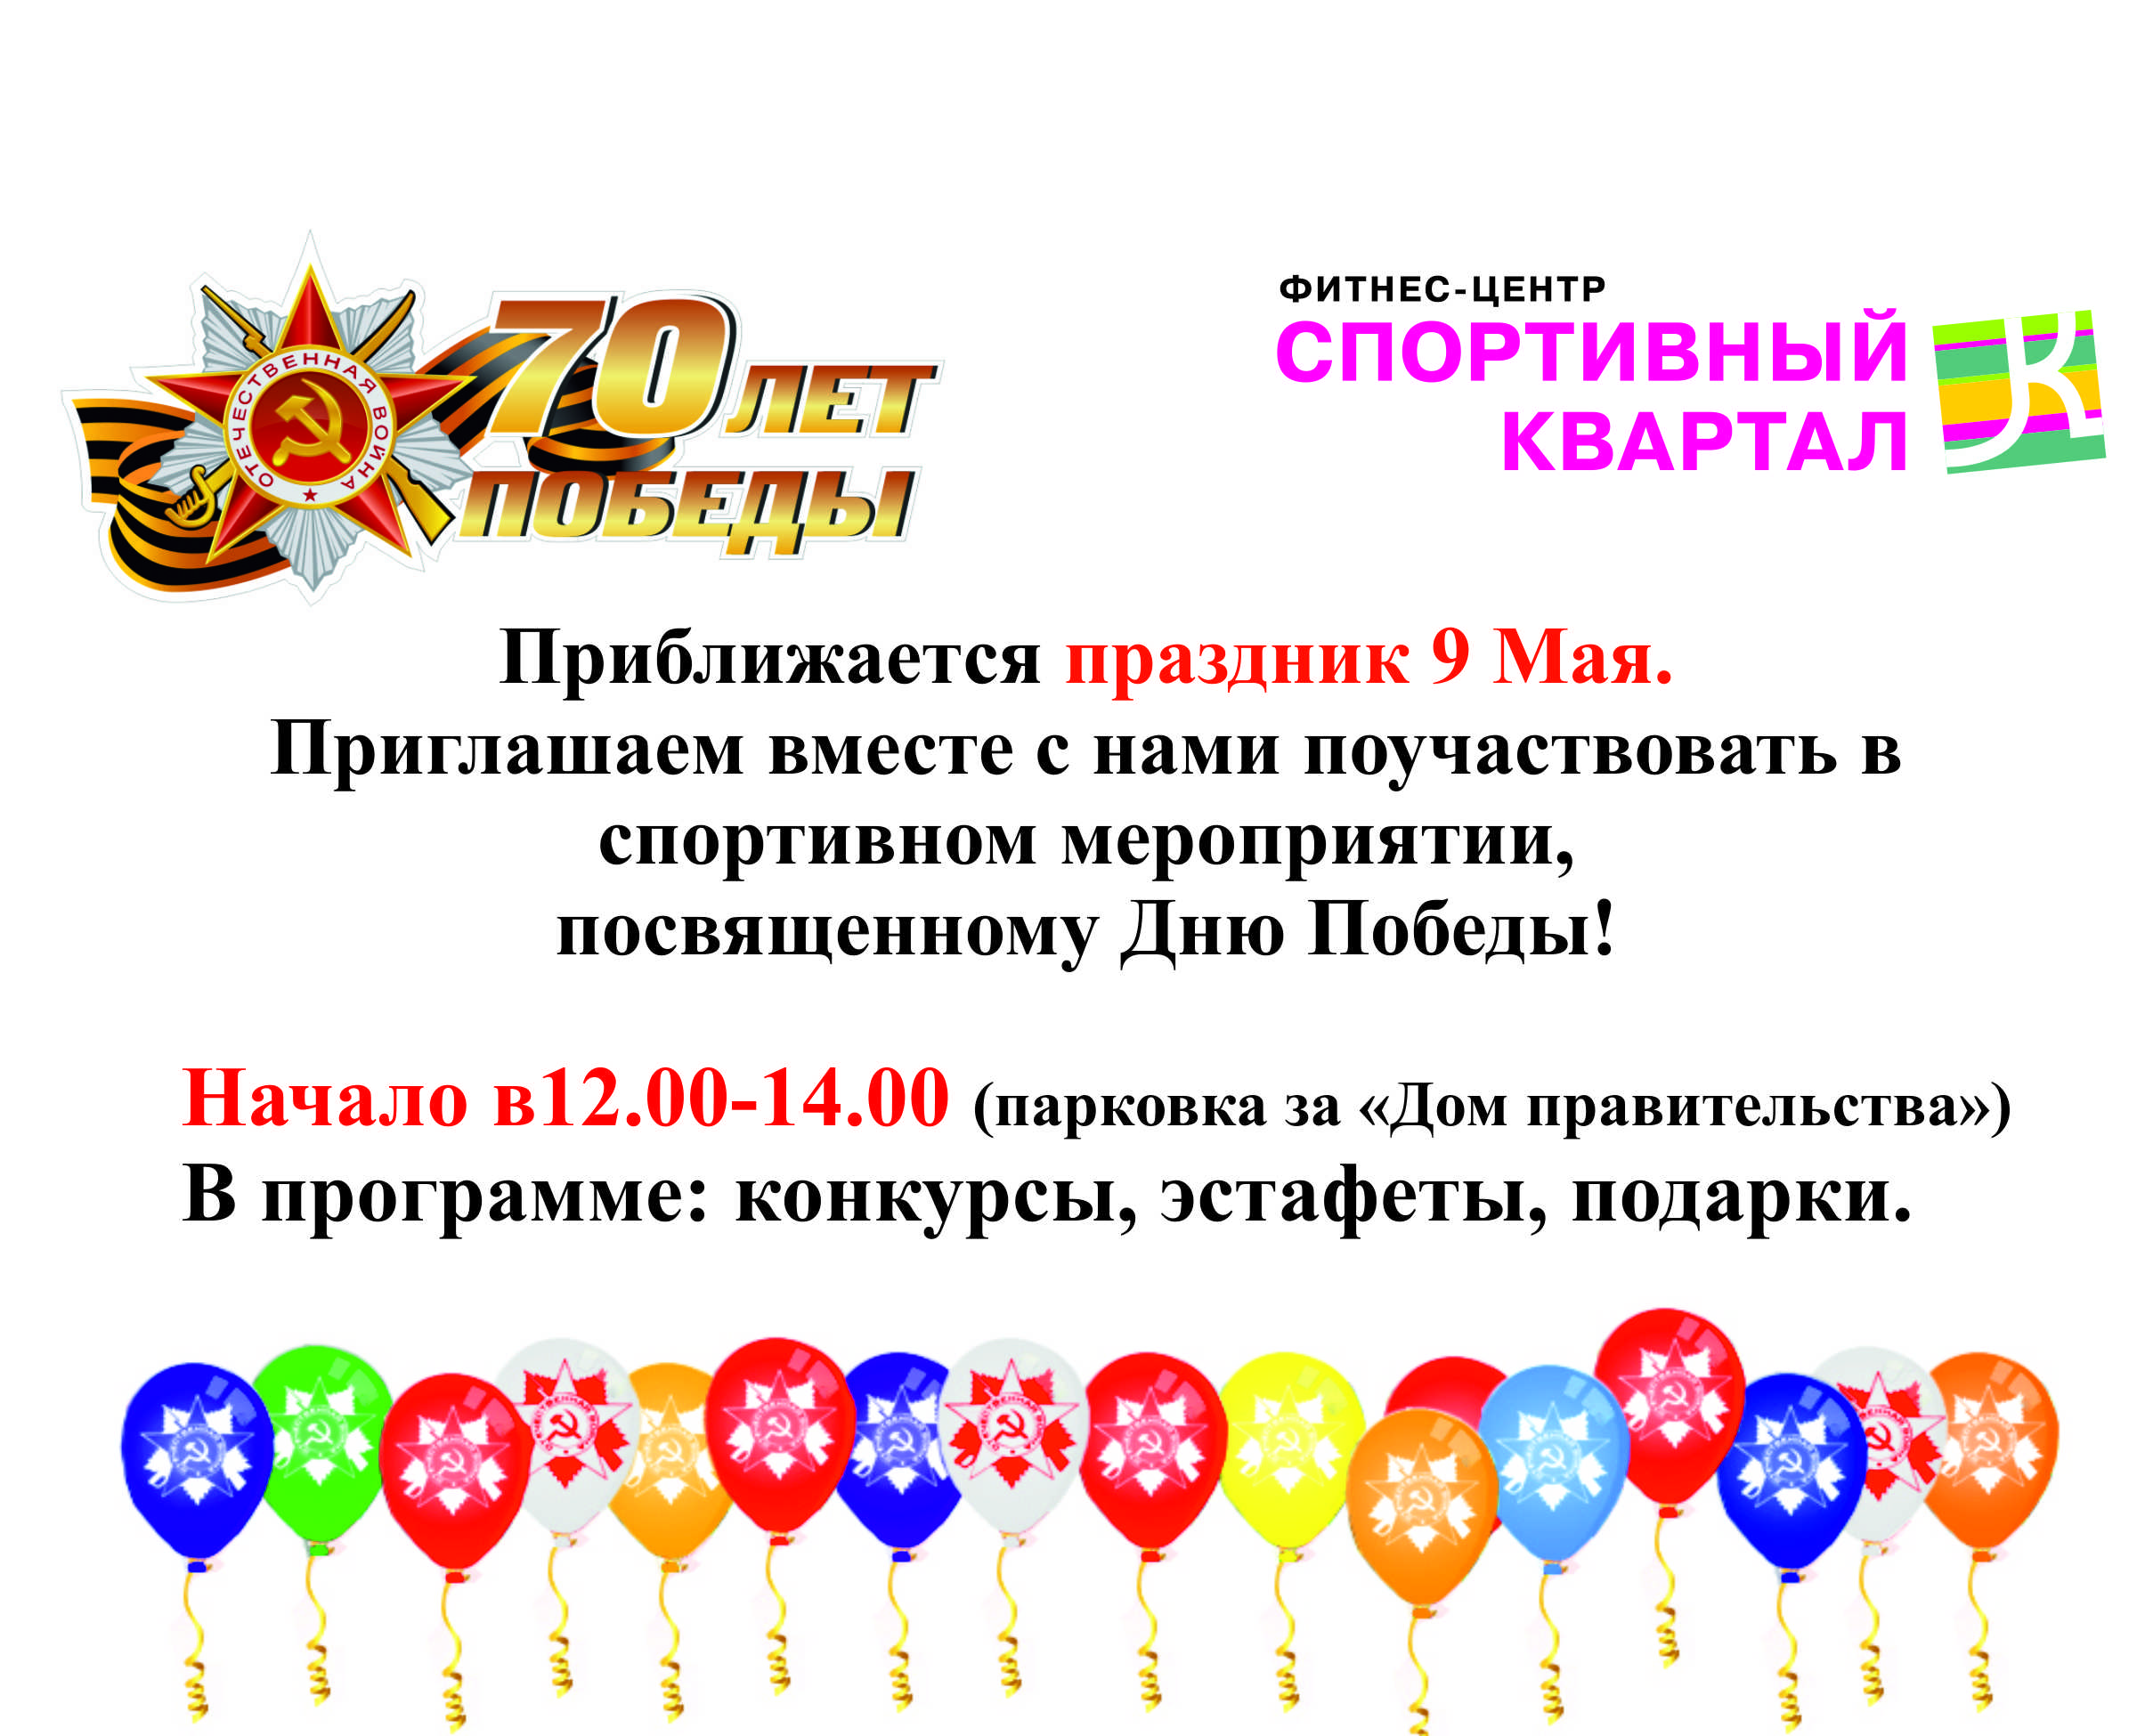 ОТЕЧЕСТВЕННАЯ ВОЙНА
70 ЛЕТ
ПОБЕДЫ
ФИТНЕС-ЦЕНТР
СПОРТИВНЫЙ
КВАРТАЛ
Приближается праздник 9 Мая.
Приглашаем вместе с нами поучаствовать в
спортивном мероприятии,
посвященному Дню Победы!
Начало в12.00-14.00 (парковка за «Дом правительства»)
В программе: конкурсы, эстафеты, подарки.